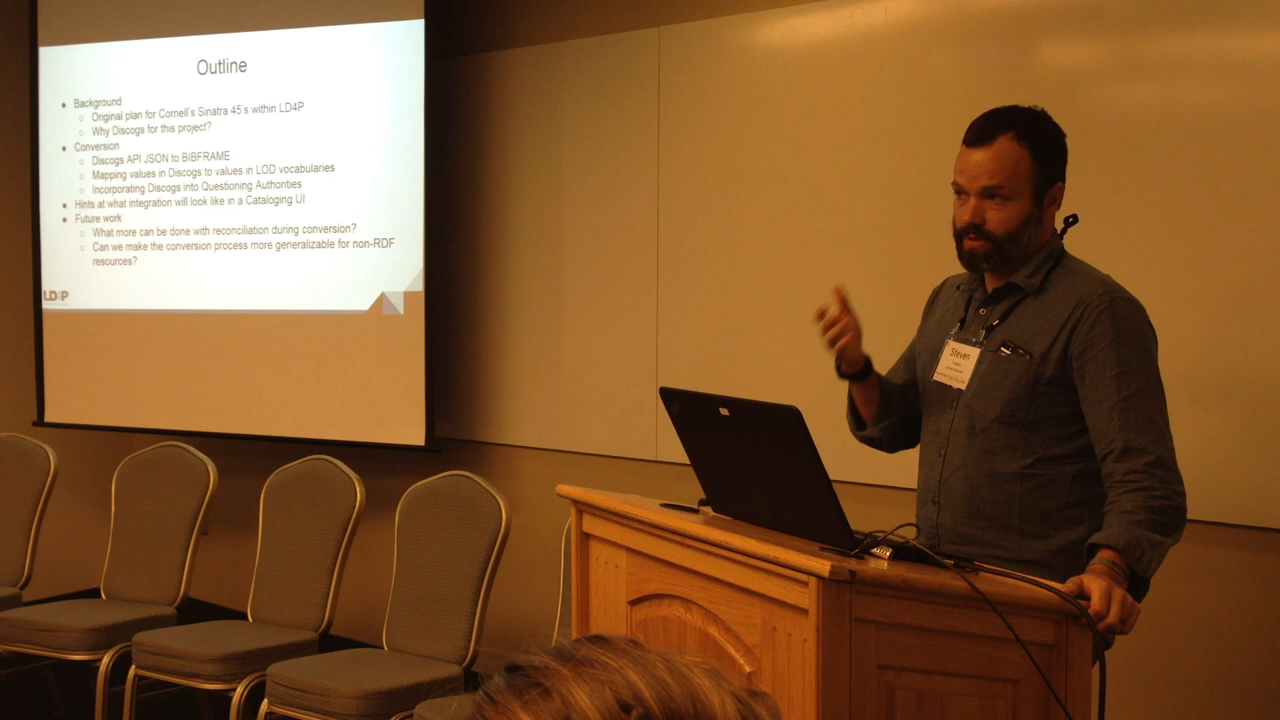 Outline
● Background
○ Original plan for Cornell's Sinatra 45's within LD4P
○ Why Discogs for this project?
● Conversion
○ Discogs API JSON to BIBFRAME
○ Mapping values in Discogs to values in LOD vocabularies
○ Incorporating Discogs into Questioning Authorities
● Hints at what integration will look like in a Cataloging UI
● Future work
○ What more can be done with reconciliation during conversion?
○ Can we make the conversion process more generalizable for non-RDF
resources?
LD4P
Steven